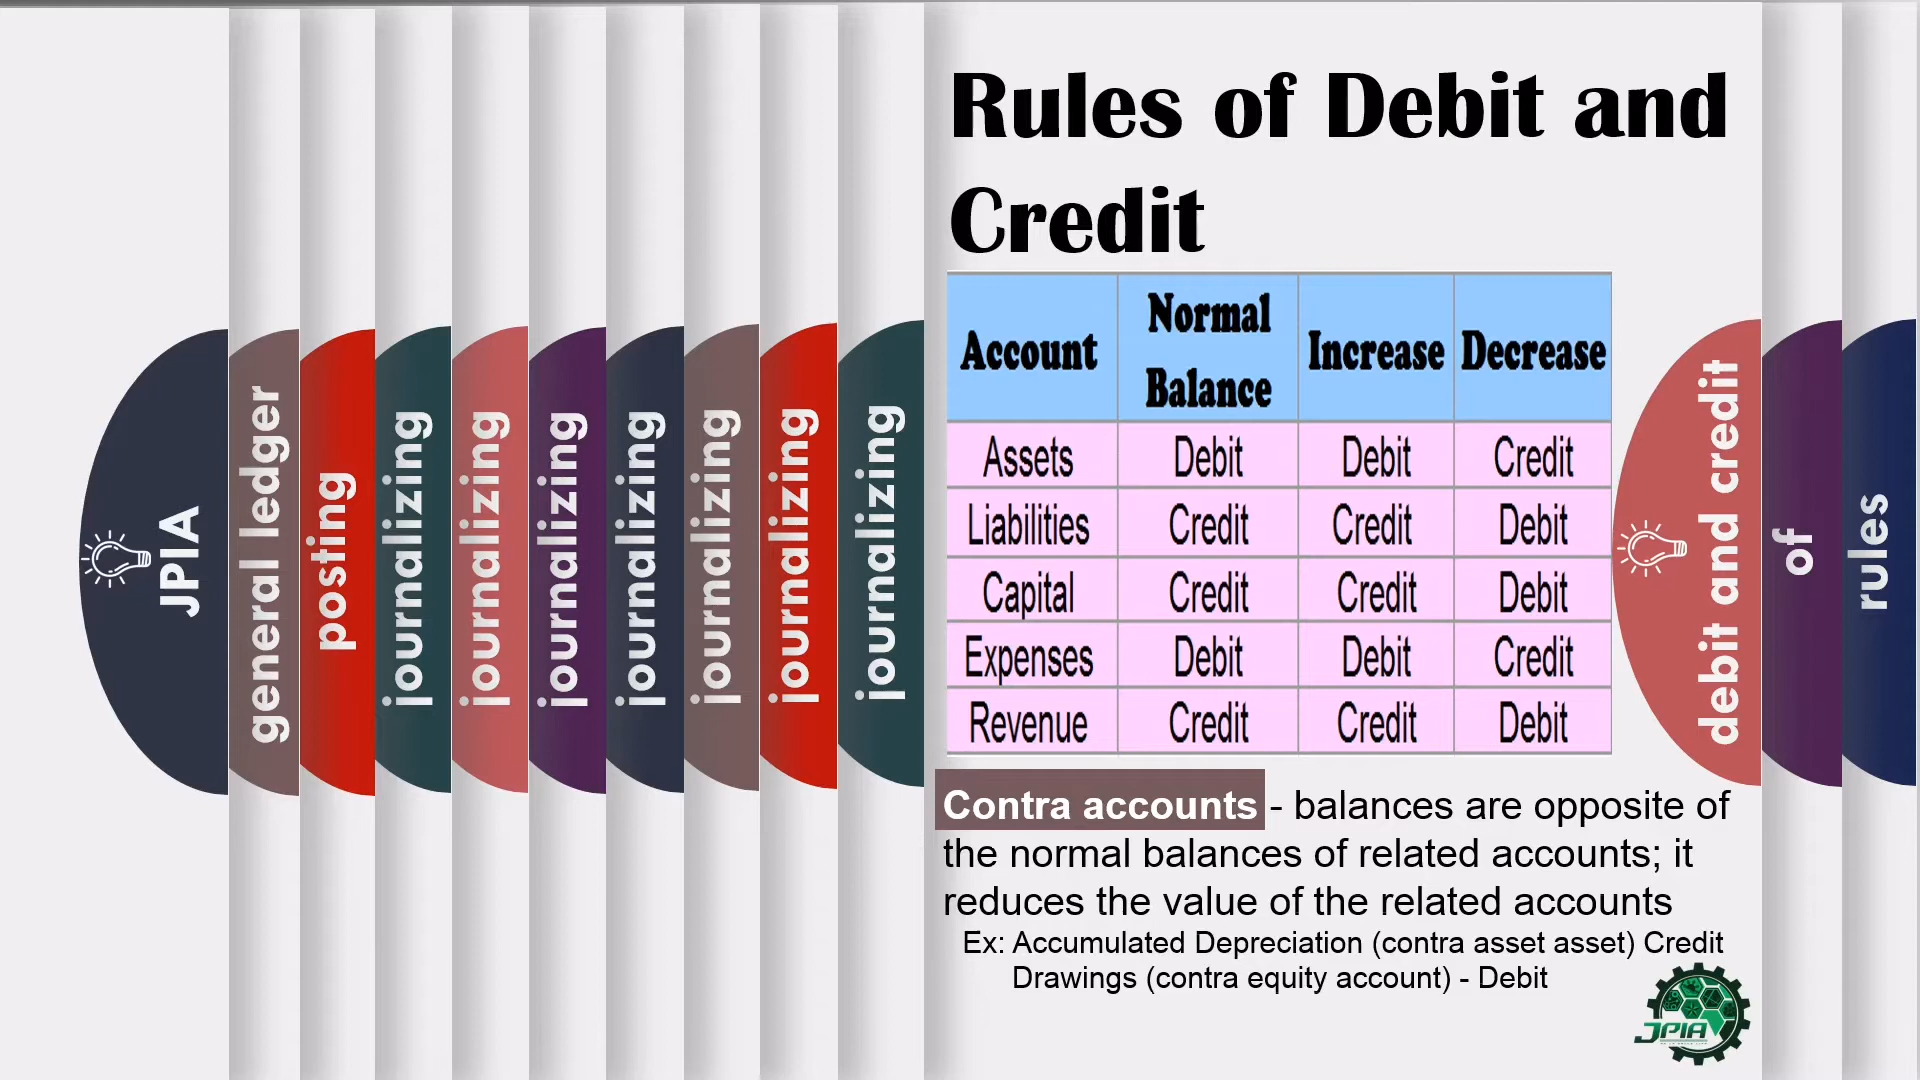 JPIA
general ledger
posting
journalizing
journalizing
journalizing
journalizing
journalizing
journalizing
journalizing
Rules of Debit and
Credit
Account Normal Balance Increase Decrease
Assets Debit Debit Credit
Liabilities Credit Credit Debit
Capital Credit Credit Debit
Expenses Debit Debit Credit
Revenue Credit Credit Debit
Contra accounts - balances are opposite of
the normal balances of related accounts; it
reduces the value of the related accounts
Ex: Accumulated Depreciation (contra asset asset) Credit
Drawings (contra equity account) - Debit
JPIA
debit and credit
of
rules